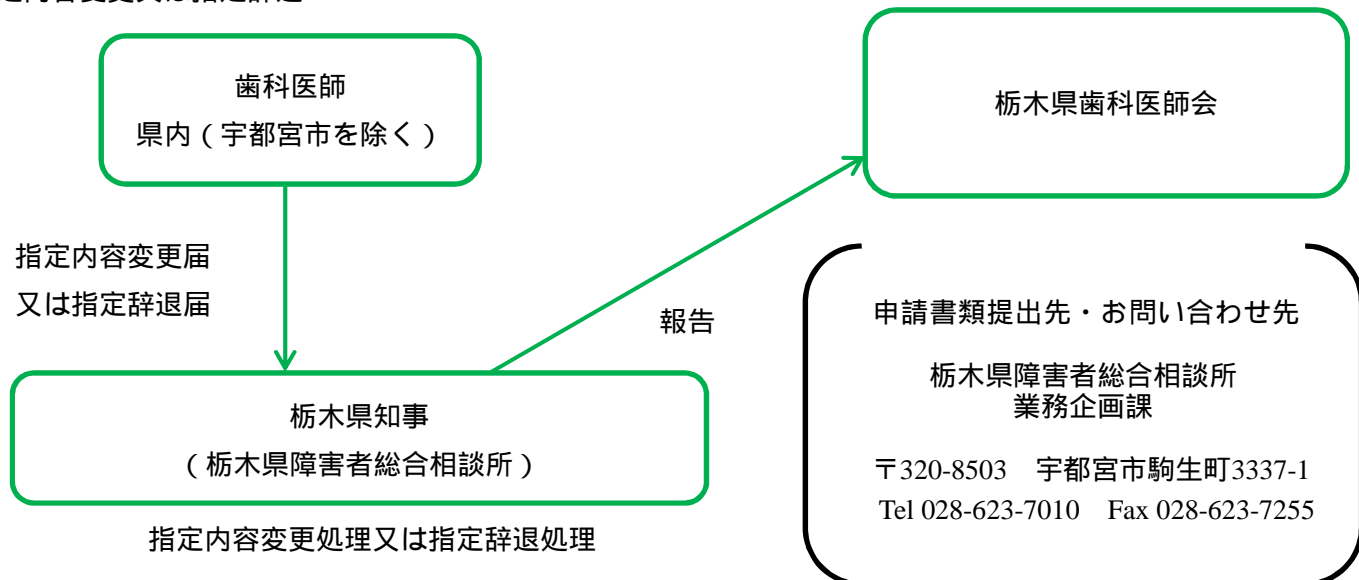 歯科医師
県内（宇都宮市を除く）
栃木県歯科医師会
指定内容変更届
又は指定辞退届
報告
栃木県知事
（栃木県障害者総合相談所）
指定内容変更処理又は指定辞退処理
申請書類提出先・お問い合わせ先
栃木県障害者総合相談所
業務企画課
〒320-8503　宇都宮市駒生町3337-1
Tel 028-623-7010　Fax 028-623-7255